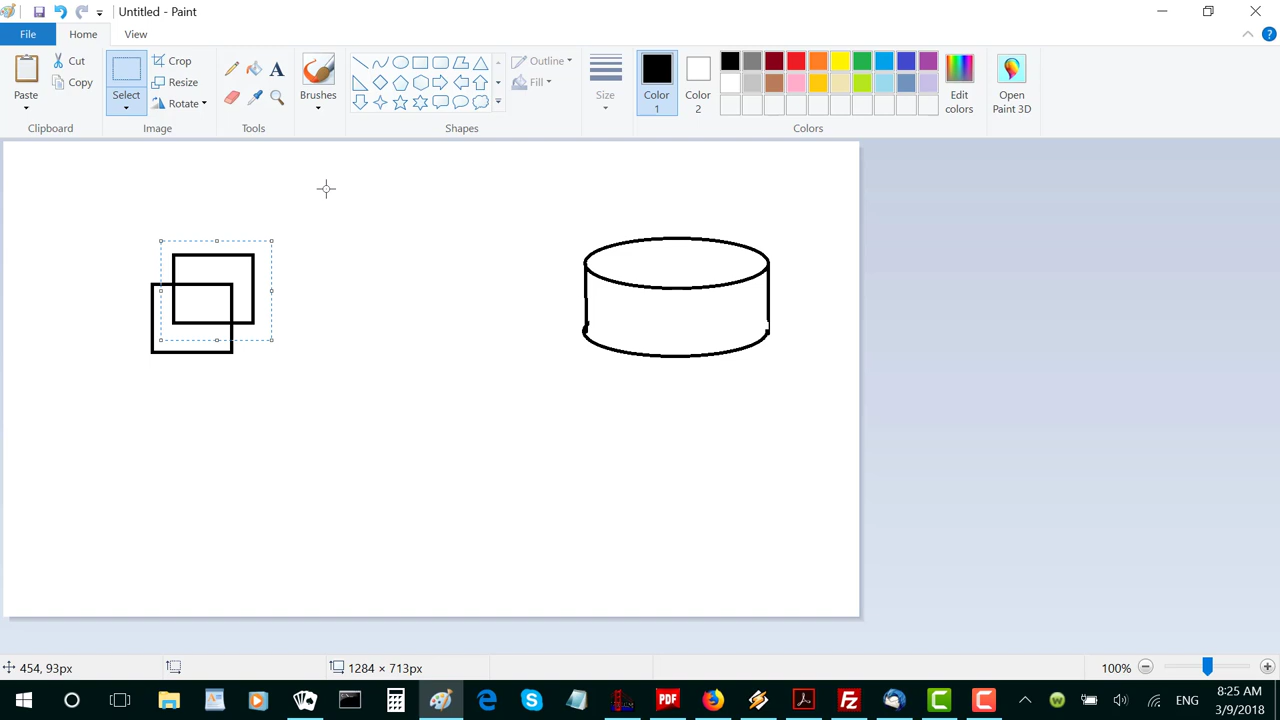 Untitled - Paint
File
Home
View
Paste
Cut
Copy
Clipboard
Select
Crop
Resize
Rotate
Image
A
Tools
Brushes
Outline
Fill
Shapes
Size
Color
1
Color
2
Edit
colors
Colors
Open
Paint 3D
?
454, 93px
1284 × 713px
100%
W
PDF
Fz
C
C
ENG
8:25 AM
3/9/2018